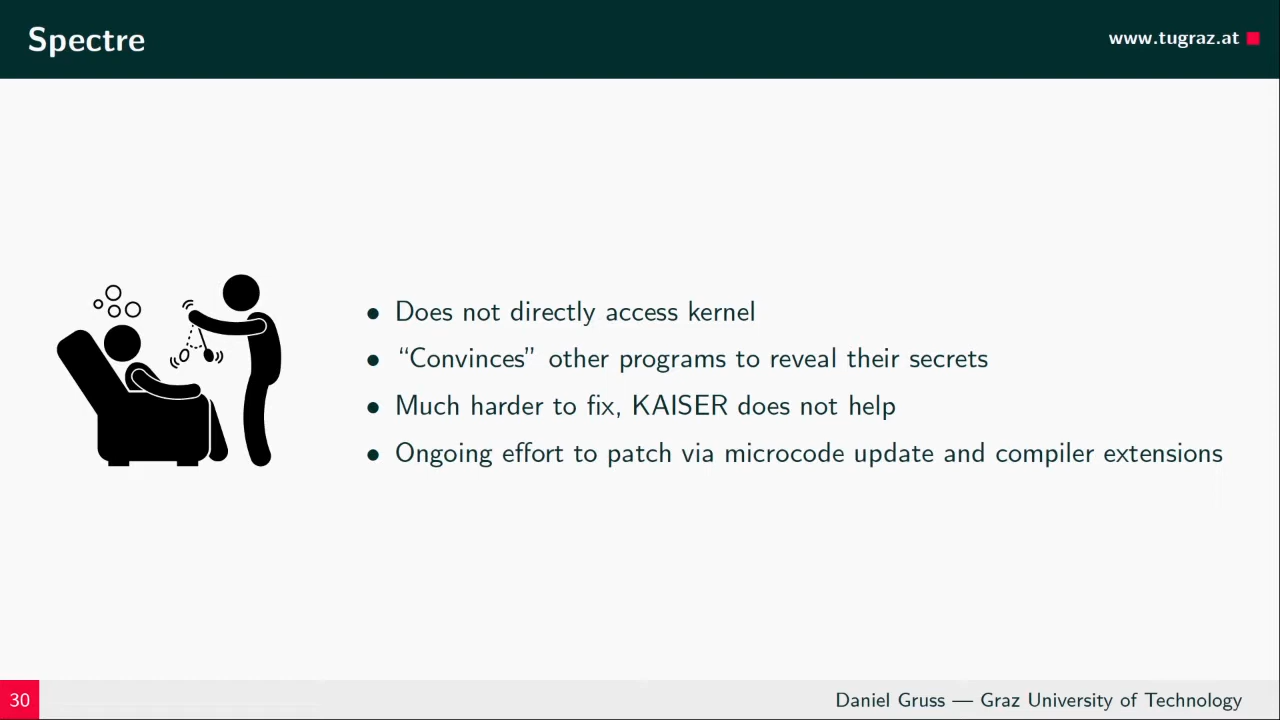 Spectre
www.tugraz.at
• Does not directly access kernel
• “Convinces” other programs to reveal their secrets
• Much harder to fix, KAISER does not help
• Ongoing effort to patch via microcode update and compiler extensions
30
Daniel Gruss — Graz University of Technology